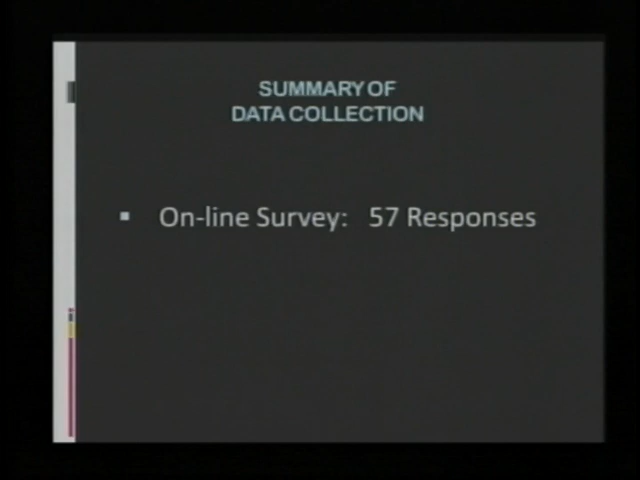 SUMMARY OF
DATA COLLECTION
▪ On-line Survey: 57 Responses